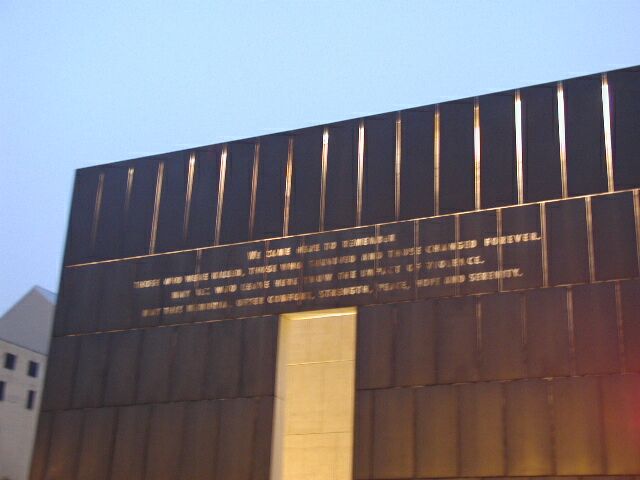 WE COME HERE TO REMEMBER
THOSE WHO WERE KILLED, THOSE WHO SURVIVED AND THOSE CHANGED FOREVER.
MAY ALL WHO LEAVE HERE KNOW THE IMPACT OF VIOLENCE.
MAY THIS MEMORIAL OFFER COMFORT, STRENGTH, PEACE, HOPE AND SERENITY.